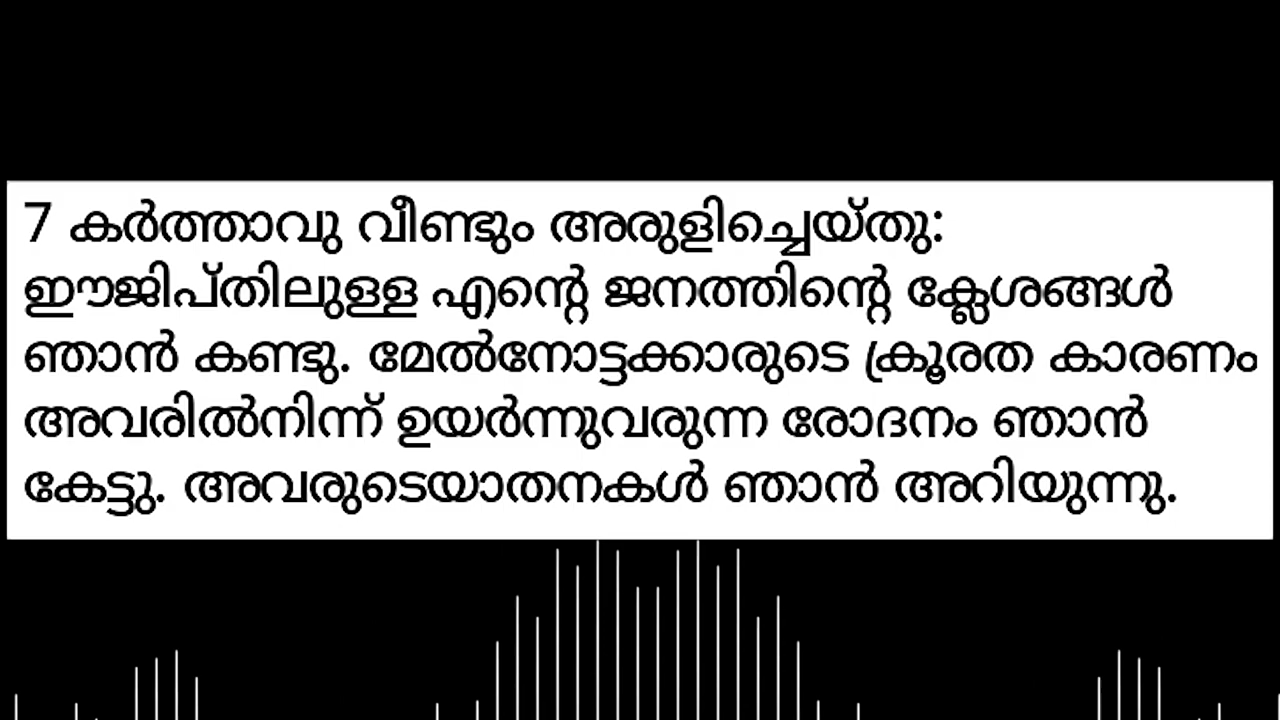 7 കർത്താവു വീണ്ടും അരുളിച്ചെയ്തു:
ഈജിപ്തിലുള്ള എന്റെ ജനത്തിന്റെ ക്ലേശങ്ങൾ
ഞാൻ കണ്ടു. മേൽനോട്ടക്കാരുടെ ക്രൂരത കാരണം
അവരിൽനിന്ന് ഉയർന്നുവരുന്ന രോദനം ഞാൻ
കേട്ടു. അവരുടെയാതനകൾ ഞാൻ അറിയുന്നു.